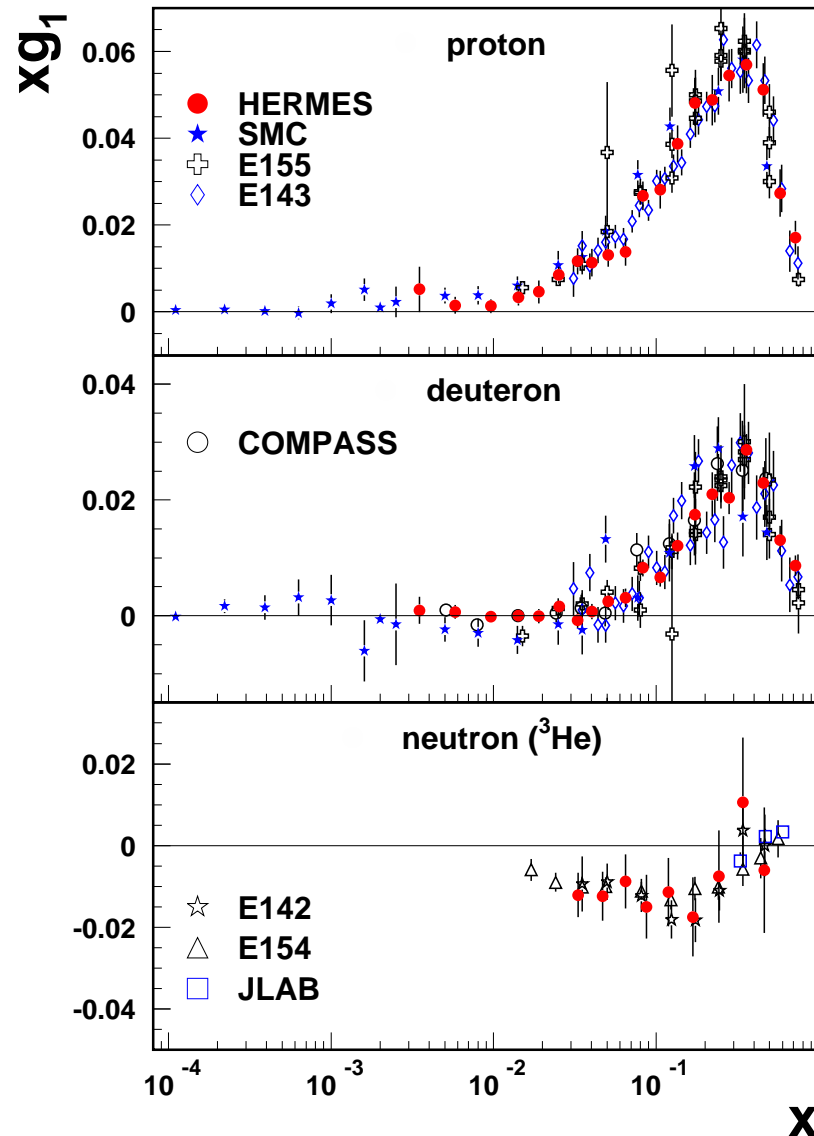 xg₁
proton
0.06
HERMES
SMC
E155
0.04
E143
0.02
0
deuteron
0.04
COMPASS
0.02
0
neutron (³He)
0.02
0
E142
-0.02
E154
JLAB
-0.04
10⁻⁴ 10⁻³ 10⁻² 10⁻¹
x